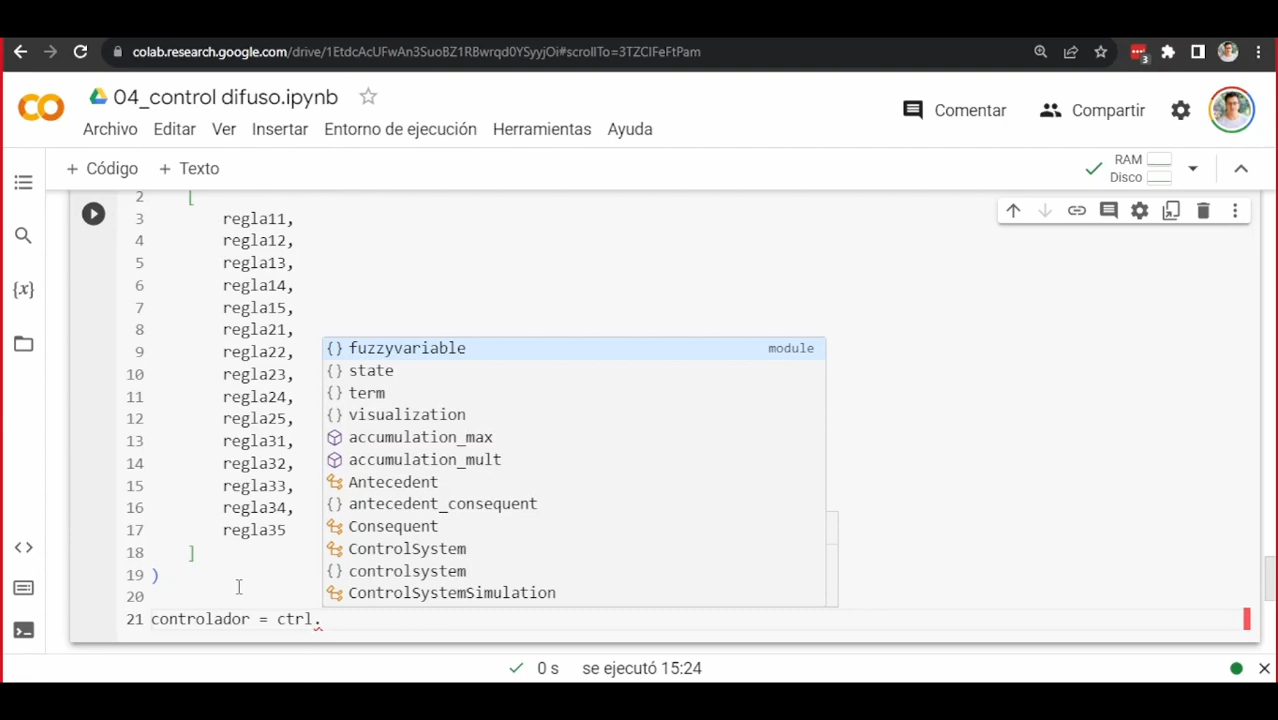 colab.research.google.com/drive/1EtdcAcUFwAn3SuoBZ1RBwrqd0YSyyjOi#scrollTo=3TZCIFeFtPam
3
CO
04_control difuso.ipynb
Comentar
Compartir
Archivo Editar Ver Insertar Entorno de ejecución Herramientas Ayuda
+ Código + Texto
RAM
Disco
2 [
3 regla11,
4 regla12,
5 regla13,
6 regla14,
7 regla15,
8 regla21,
9 regla22,
10 regla23,
11 regla24,
12 regla25,
13 regla31,
14 regla32,
15 regla33,
16 regla34,
17 regla35
18 ]
19 )
20
21 controlador = ctrl.
{} fuzzyvariable module
{} state
{} term
{} visualization
accumulation_max
accumulation_mult
Antecedent
{} antecedent_consequent
Consequent
ControlSystem
{} controlsystem
ControlSystemSimulation
{x}
<>
0 s se ejecutó 15:24